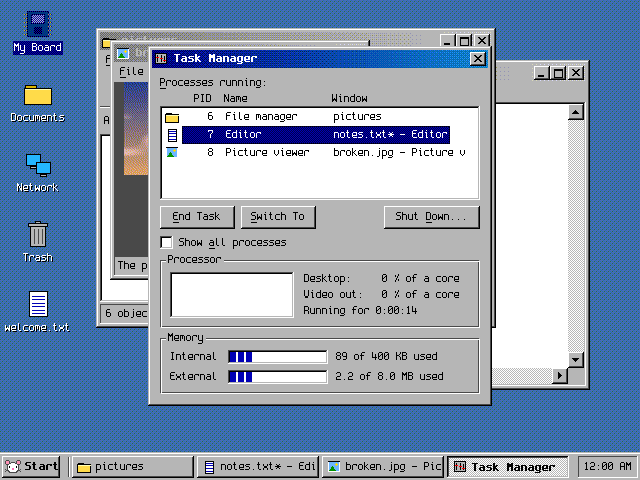 My Board
Documents
Network
Trash
welcome.txt
pictures
File
Task Manager
Processes running:
PID Name Window
6 File manager pictures
7 Editor notes.txt* - Editor
8 Picture viewer broken.jpg - Picture v
End Task
Switch To
Shut Down...
Show all processes
Processor
Desktop: 0 % of a core
Video out: 0 % of a core
Running for 0:00:14
Memory
Internal 89 of 400 KB used
External 2.2 of 8.0 MB used
The p
6 objec
Start
pictures
notes.txt* - Edi
broken.jpg - Pic
Task Manager
12:00 AM